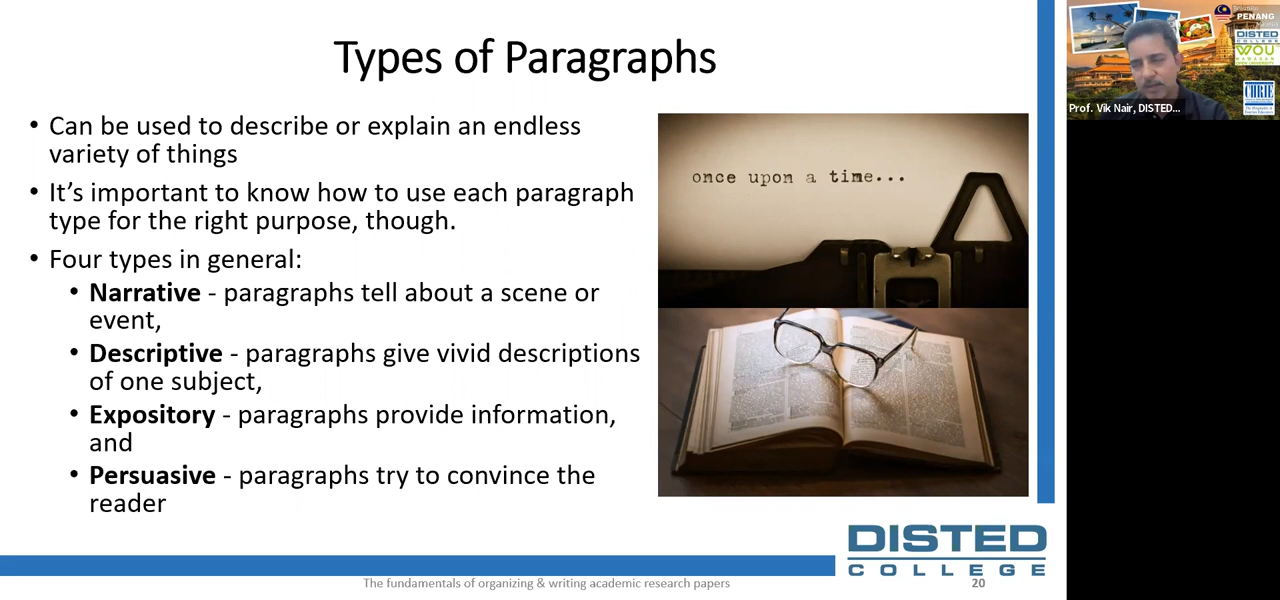 Types of Paragraphs
• Can be used to describe or explain an endless
variety of things
• It’s important to know how to use each paragraph
type for the right purpose, though.
• Four types in general:
• Narrative - paragraphs tell about a scene or
event,
• Descriptive - paragraphs give vivid descriptions
of one subject,
• Expository - paragraphs provide information,
and
• Persuasive - paragraphs try to convince the
reader
once upon a time...
DISTED
COLLEGE
The fundamentals of organizing & writing academic research papers
20
PENANG
DISTED
COLLEGE
WOU
CHRIE
Prof. Vik Nair, DISTED...